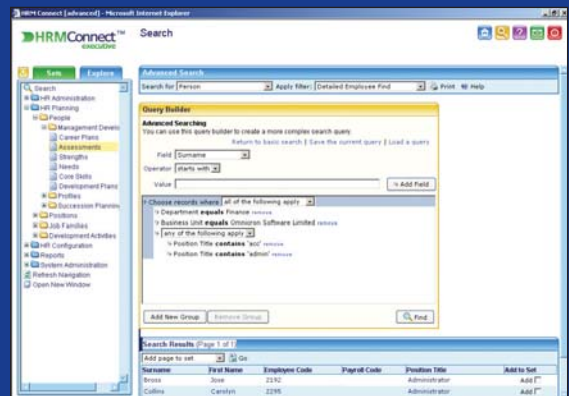 HRM Connect [advanced] - Microsoft Internet Explorer
HRMConnect™
executive
Search
Sets Explore
Search
HR Administration
HR Planning
People
Management Develo
Career Plans
Assessments
Strengths
Needs
Core Skills
Development Plans
Profiles
Succession Planning
Positions
Job Families
Development Activities
HR Configuration
Reports
System Administration
Refresh Navigation
Open New Window
Advanced Search
Search for Person Apply filter: Detailed Employee Find Print Help
Query Builder
Advanced Searching
You can use this query builder to create a more complex search query.
Return to basic search | Save the current query | Load a query
Field Surname
Operator starts with
Value Add Field
Choose records where all of the following apply
Department equals Finance remove
Business Unit equals Omnicron Software Limited remove
any of the following apply
Position Title contains 'acc' remove
Position Title contains 'admin' remove
Add New Group Remove Group Find
Search Results (Page 1 of 1)
Add page to set Go
Surname First Name Employee Code Payroll Code Position Title Add to Set
Bross Jose 2192 Administrator Add
Collins Carolyn 2295 Administrator Add